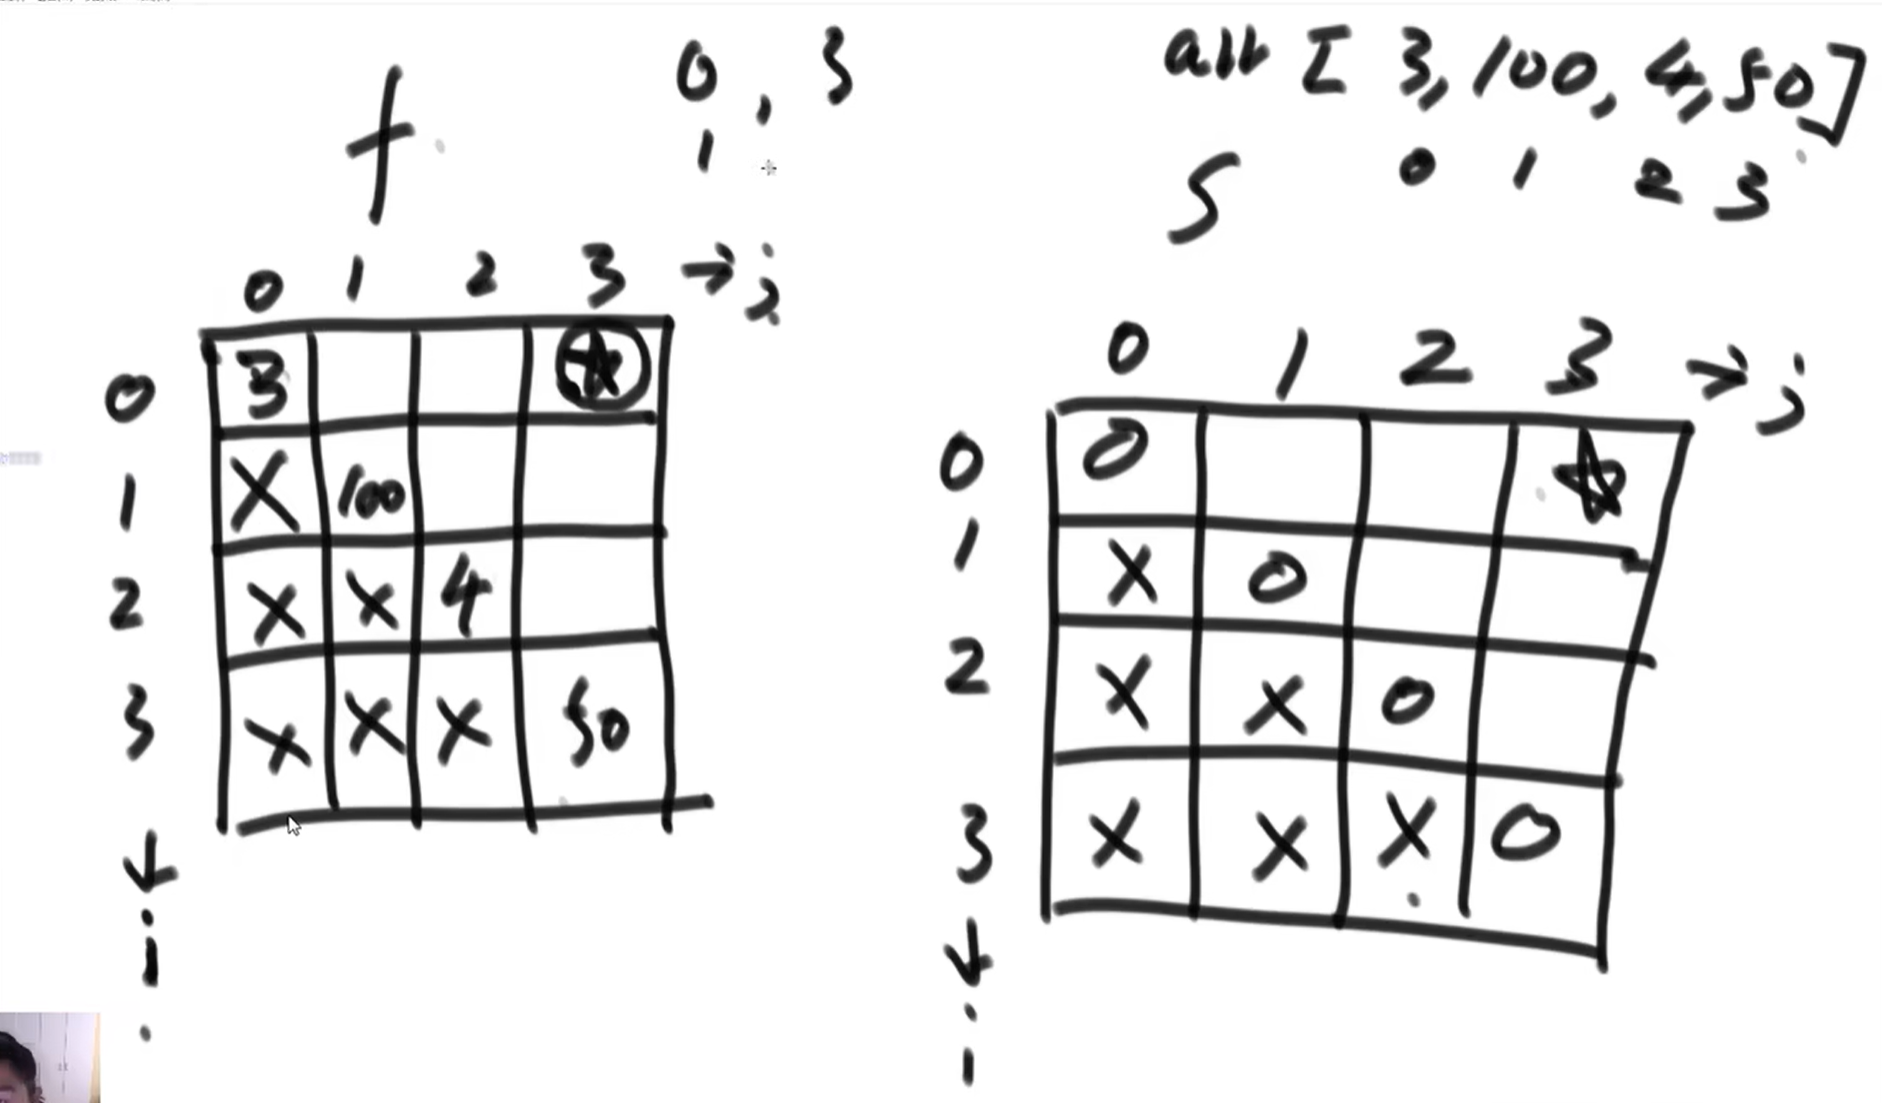 f
0, 3
1
arr [3, 100, 4, 50]
0 1 2 3
s
0 1 2 3 → j
0 3
1 X 100
2 X X 4
3 X X X 50
↓
i
0 1 2 3 → j
0 0
1 X 0
2 X X 0
3 X X X 0
↓
i